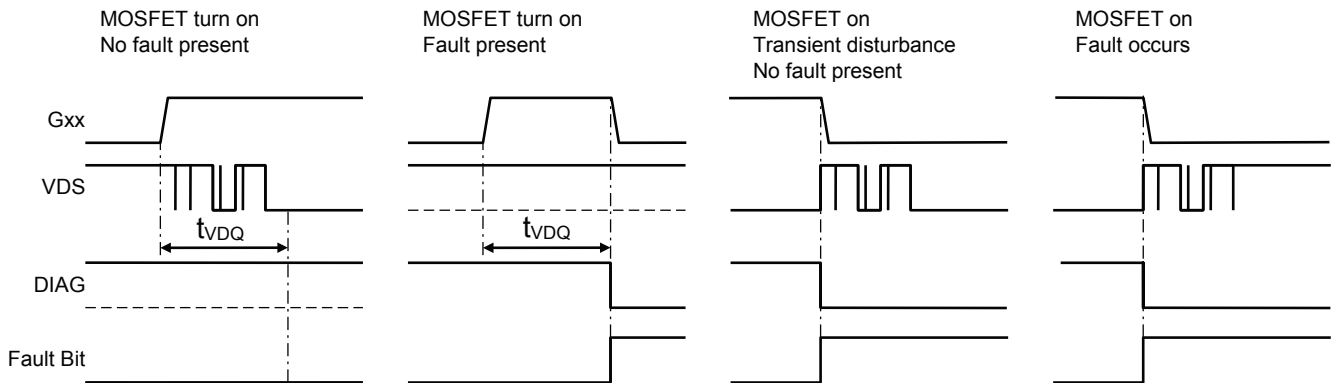 MOSFET turn on
No fault present
MOSFET turn on
Fault present
MOSFET on
Transient disturbance
No fault present
MOSFET on
Fault occurs
Gxx
VDS
tVDQ
tVDQ
DIAG
Fault Bit